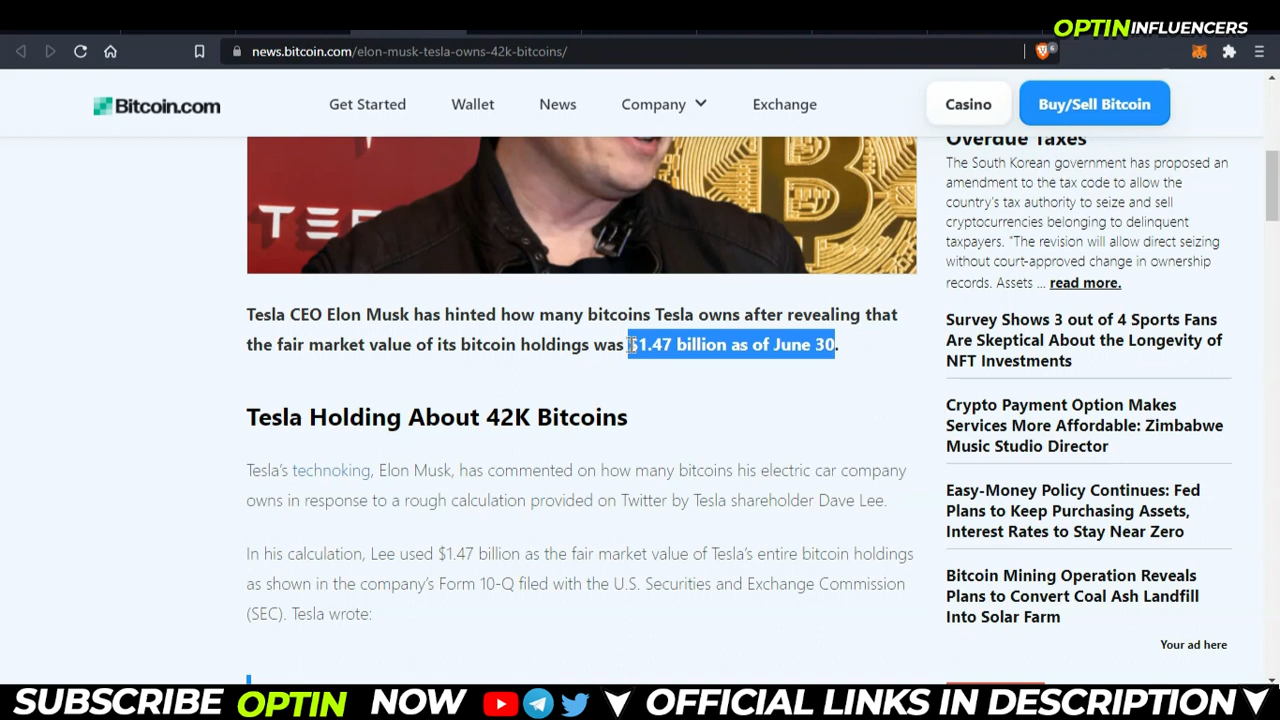 OPTIN INFLUENCERS
news.bitcoin.com/elon-musk-tesla-owns-42k-bitcoins/
6
Bitcoin.com
Get Started
Wallet
News
Company
Exchange
Casino
Buy/Sell Bitcoin
TES
Tesla CEO Elon Musk has hinted how many bitcoins Tesla owns after revealing that
the fair market value of its bitcoin holdings was $1.47 billion as of June 30.
Tesla Holding About 42K Bitcoins
Tesla's technoking, Elon Musk, has commented on how many bitcoins his electric car company
owns in response to a rough calculation provided on Twitter by Tesla shareholder Dave Lee.
In his calculation, Lee used $1.47 billion as the fair market value of Tesla's entire bitcoin holdings
as shown in the company's Form 10-Q filed with the U.S. Securities and Exchange Commission
(SEC). Tesla wrote:
Overdue Taxes
The South Korean government has proposed an
amendment to the tax code to allow the
country's tax authority to seize and sell
cryptocurrencies belonging to delinquent
taxpayers. "The revision will allow direct seizing
without court-approved change in ownership
records. Assets ... read more.
Survey Shows 3 out of 4 Sports Fans
Are Skeptical About the Longevity of
NFT Investments
Crypto Payment Option Makes
Services More Affordable: Zimbabwe
Music Studio Director
Easy-Money Policy Continues: Fed
Plans to Keep Purchasing Assets,
Interest Rates to Stay Near Zero
Bitcoin Mining Operation Reveals
Plans to Convert Coal Ash Landfill
Into Solar Farm
Your ad here
SUBSCRIBE OPTIN NOW OFFICIAL LINKS IN DESCRIPTION